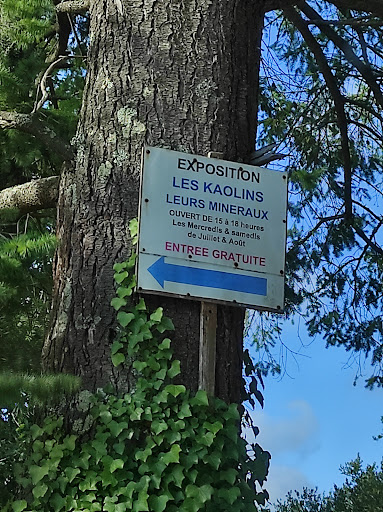 EXPOSITION
LES KAOLINS
LEURS MINERAUX
OUVERT DE 15 à 18 heures
Les Mercredis & samedis
de Juillet & Août
ENTREE GRATUITE